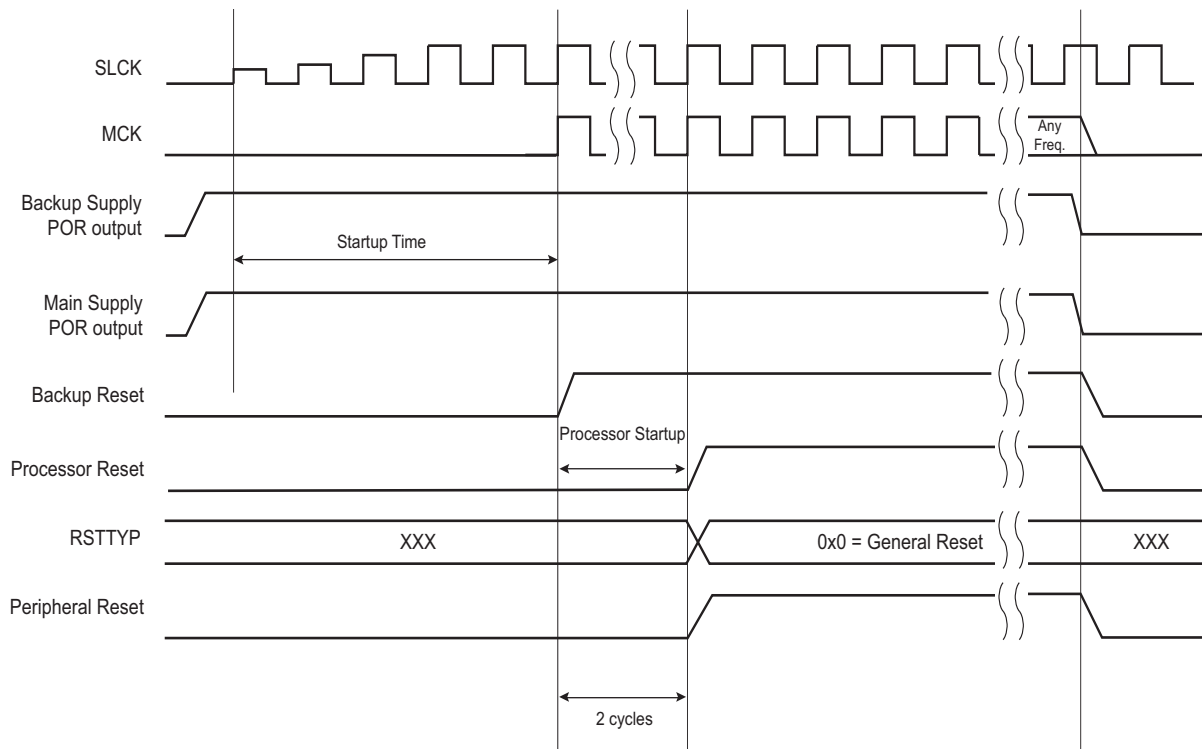 SLCK
MCK
Any
Freq.
Backup Supply
POR output
Startup Time
Main Supply
POR output
Backup Reset
Processor Startup
Processor Reset
RSTTYP
XXX
0x0 = General Reset
XXX
Peripheral Reset
2 cycles